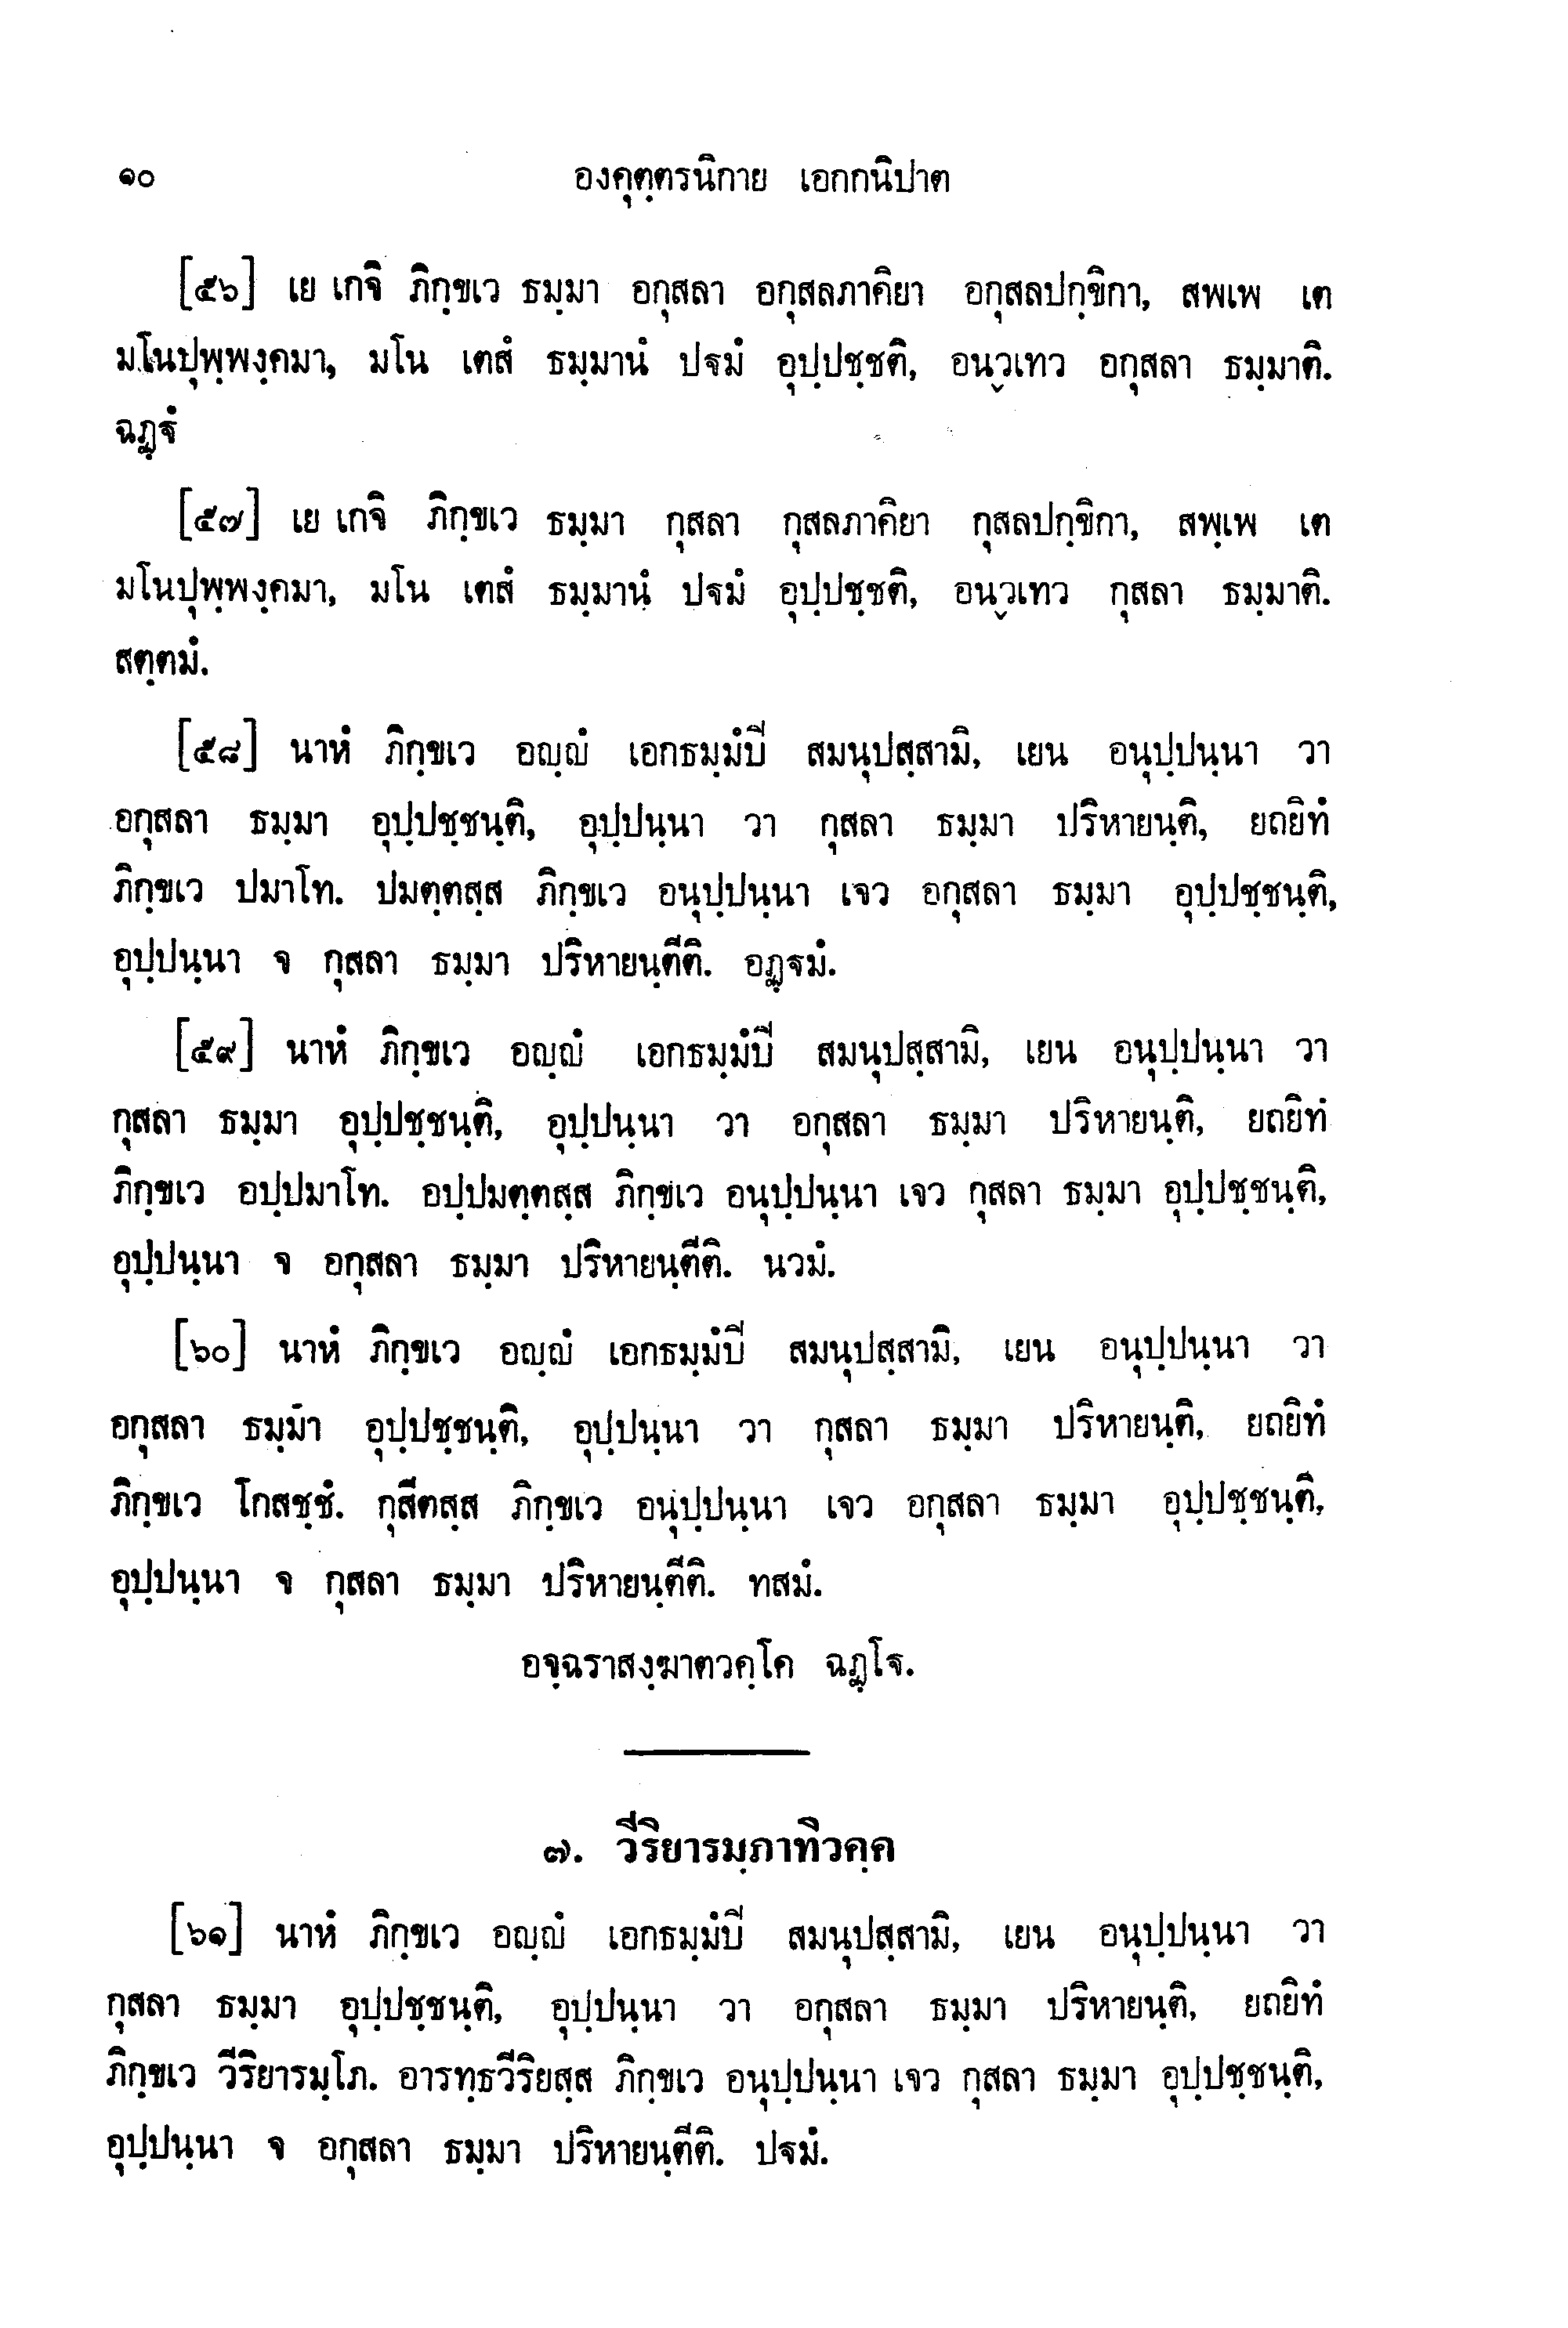 ๑๐ องคุตฺตรนิกาย เอกกนิปาต
[๕๖] เย เกจิ ภิกฺขเว ธมฺมา อกุสลา อกุสลภาคิยา อกุสลปกฺขิกา, สพเพ เต
มโนปุพฺพงฺคมา, มโน เตสํ ธมฺมานํ ปฐมํ อุปฺปชฺชติ, อนฺวเทว อกุสลา ธมฺมาติ.
ฉฏฺฐํ
[๕๗] เย เกจิ ภิกฺขเว ธมฺมา กุสลา กุสลภาคิยา กุสลปกฺขิกา, สพฺเพ เต
มโนปุพฺพงฺคมา, มโน เตสํ ธมฺมานํ ปฐมํ อุปฺปชฺชติ, อนฺวเทว กุสลา ธมฺมาติ.
สตฺตมํ.
[๕๘] นาหํ ภิกฺขเว อญฺญํ เอกธมฺมํปิ สมนุปสฺสามิ, เยน อนุปฺปนฺนา วา
อกุสลา ธมฺมา อุปฺปชฺชนฺติ, อุปฺปนฺนา วา กุสลา ธมฺมา ปริหายนฺติ, ยถยิทํ
ภิกฺขเว ปมาโท. ปมตฺตสฺส ภิกฺขเว อนุปฺปนฺนา เจว อกุสลา ธมฺมา อุปฺปชฺชนฺติ,
อุปฺปนฺนา จ กุสลา ธมฺมา ปริหายนฺตีติ. อฏฺฐมํ.
[๕๙] นาหํ ภิกฺขเว อญฺญํ เอกธมฺมํปิ สมนุปสฺสามิ, เยน อนุปฺปนฺนา วา
กุสลา ธมฺมา อุปฺปชฺชนฺติ, อุปฺปนฺนา วา อกุสลา ธมฺมา ปริหายนฺติ, ยถยิทํ
ภิกฺขเว อปฺปมาโท. อปฺปมตฺตสฺส ภิกฺขเว อนุปฺปนฺนา เจว กุสลา ธมฺมา อุปฺปชฺชนฺติ,
อุปฺปนฺนา จ อกุสลา ธมฺมา ปริหายนฺตีติ. นวมํ.
[๖๐] นาหํ ภิกฺขเว อญฺญํ เอกธมฺมํปิ สมนุปสฺสามิ, เยน อนุปฺปนฺนา วา
อกุสลา ธมฺมา อุปฺปชฺชนฺติ, อุปฺปนฺนา วา กุสลา ธมฺมา ปริหายนฺติ, ยถยิทํ
ภิกฺขเว โกสชฺชํ. กุสีตสฺส ภิกฺขเว อนุปฺปนฺนา เจว อกุสลา ธมฺมา อุปฺปชฺชนฺติ,
อุปฺปนฺนา จ กุสลา ธมฺมา ปริหายนฺตีติ. ทสมํ.
อจฺฉราสงฺฆาตวคฺโค ฉฏฺโฐ.
๗. วีริยารมฺภาทิวคฺค
[๖๑] นาหํ ภิกฺขเว อญฺญํ เอกธมฺมํปิ สมนุปสฺสามิ, เยน อนุปฺปนฺนา วา
กุสลา ธมฺมา อุปฺปชฺชนฺติ, อุปฺปนฺนา วา อกุสลา ธมฺมา ปริหายนฺติ, ยถยิทํ
ภิกฺขเว วีริยารมฺโภ. อารทฺธวีริยสฺส ภิกฺขเว อนุปฺปนฺนา เจว กุสลา ธมฺมา อุปฺปชฺชนฺติ,
อุปฺปนฺนา จ อกุสลา ธมฺมา ปริหายนฺตีติ. ปฐมํ.